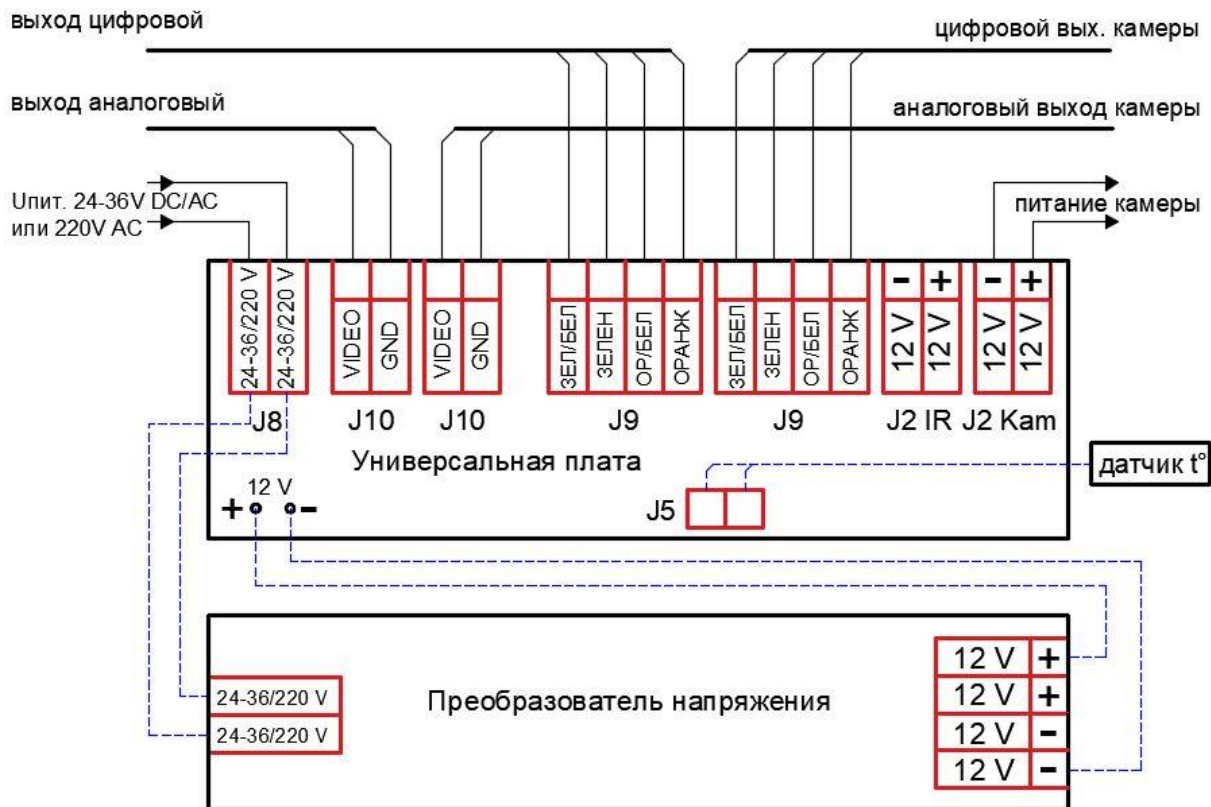 выход цифровой
цифровой вых. камеры
выход аналоговый
аналоговый выход камеры
Uпит. 24-36V DC/AC
или 220V AC
питание камеры
24-36/220 V
24-36/220 V
VIDEO
GND
VIDEO
GND
ЗЕЛ/БЕЛ
ЗЕЛЕН
ОР/БЕЛ
ОРАНЖ
ЗЕЛ/БЕЛ
ЗЕЛЕН
ОР/БЕЛ
ОРАНЖ
12 V -
12 V +
12 V -
12 V +
J8
J10
J10
J9
J9
J2 IR
J2 Kam
Универсальная плата
датчик t°
12 V
+ -
J5
12 V +
24-36/220 V
Преобразователь напряжения
12 V +
24-36/220 V
12 V -
12 V -